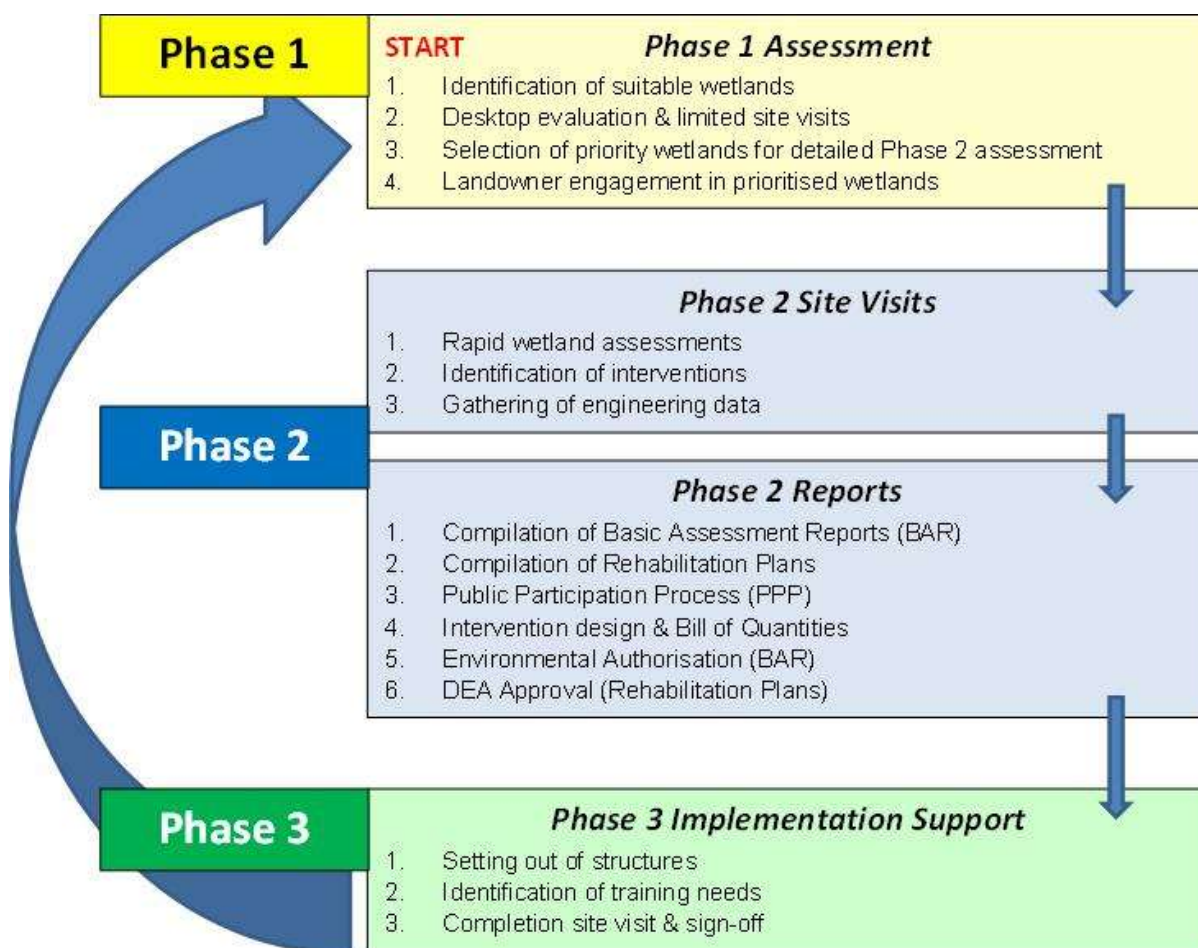 Phase 1
START
Phase 1 Assessment
1. Identification of suitable wetlands
2. Desktop evaluation & limited site visits
3. Selection of priority wetlands for detailed Phase 2 assessment
4. Landowner engagement in prioritised wetlands
Phase 2
Phase 2 Site Visits
1. Rapid wetland assessments
2. Identification of interventions
3. Gathering of engineering data
Phase 2 Reports
1. Compilation of Basic Assessment Reports (BAR)
2. Compilation of Rehabilitation Plans
3. Public Participation Process (PPP)
4. Intervention design & Bill of Quantities
5. Environmental Authorisation (BAR)
6. DEA Approval (Rehabilitation Plans)
Phase 3
Phase 3 Implementation Support
1. Setting out of structures
2. Identification of training needs
3. Completion site visit & sign-off